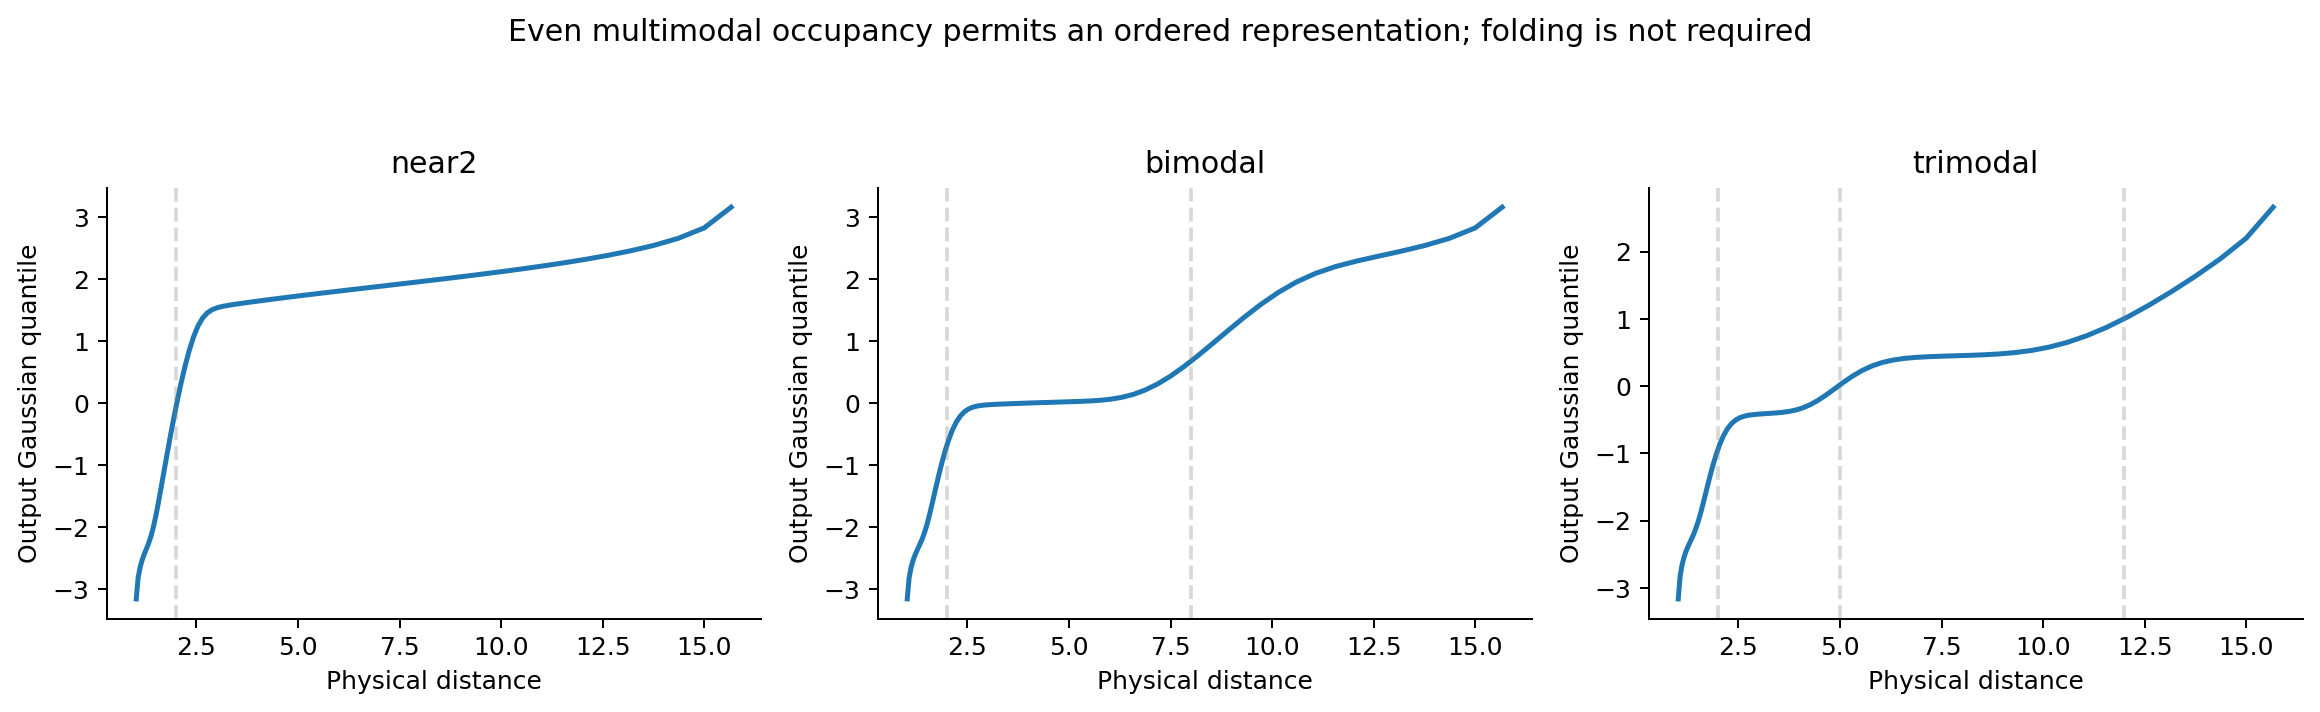 Even multimodal occupancy permits an ordered representation; folding is not required
near2
Output Gaussian quantile
3
2
1
0
−1
−2
−3
2.5 5.0 7.5 10.0 12.5 15.0
Physical distance
bimodal
Output Gaussian quantile
3
2
1
0
−1
−2
−3
2.5 5.0 7.5 10.0 12.5 15.0
Physical distance
trimodal
Output Gaussian quantile
2
1
0
−1
−2
−3
2.5 5.0 7.5 10.0 12.5 15.0
Physical distance